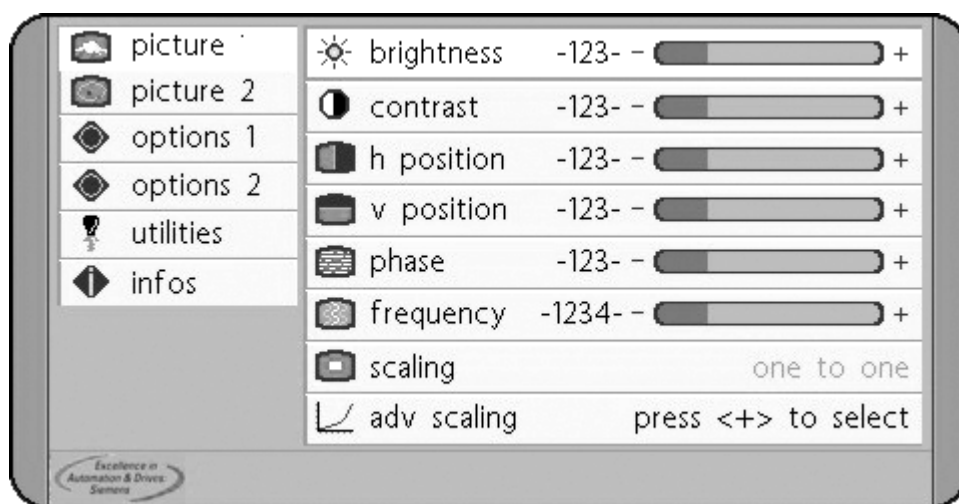 picture
picture 2
options 1
options 2
utilities
infos
brightness -123- - +
contrast -123- - +
h position -123- - +
v position -123- - +
phase -123- - +
frequency -1234- - +
scaling one to one
adv scaling press <+> to select
Excellence in
Automation & Drives:
Siemens